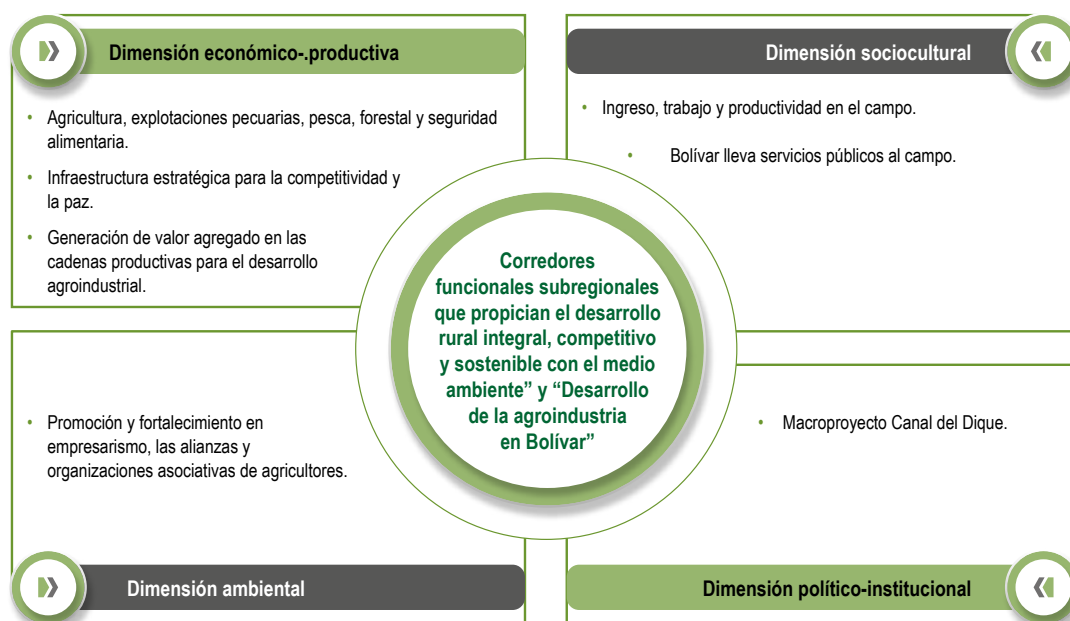 Dimensión económico-.productiva
• Agricultura, explotaciones pecuarias, pesca, forestal y seguridad
alimentaria.
• Infraestructura estratégica para la competitividad y
la paz.
• Generación de valor agregado en las
cadenas productivas para el desarrollo
agroindustrial.
Dimensión sociocultural
• Ingreso, trabajo y productividad en el campo.
• Bolívar lleva servicios públicos al campo.
Corredores
funcionales subregionales
que propician el desarrollo
rural integral, competitivo
y sostenible con el medio
ambiente” y “Desarrollo
de la agroindustria
en Bolívar”
• Promoción y fortalecimiento en
empresarismo, las alianzas y
organizaciones asociativas de agricultores.
Dimensión ambiental
• Macroproyecto Canal del Dique.
Dimensión político-institucional